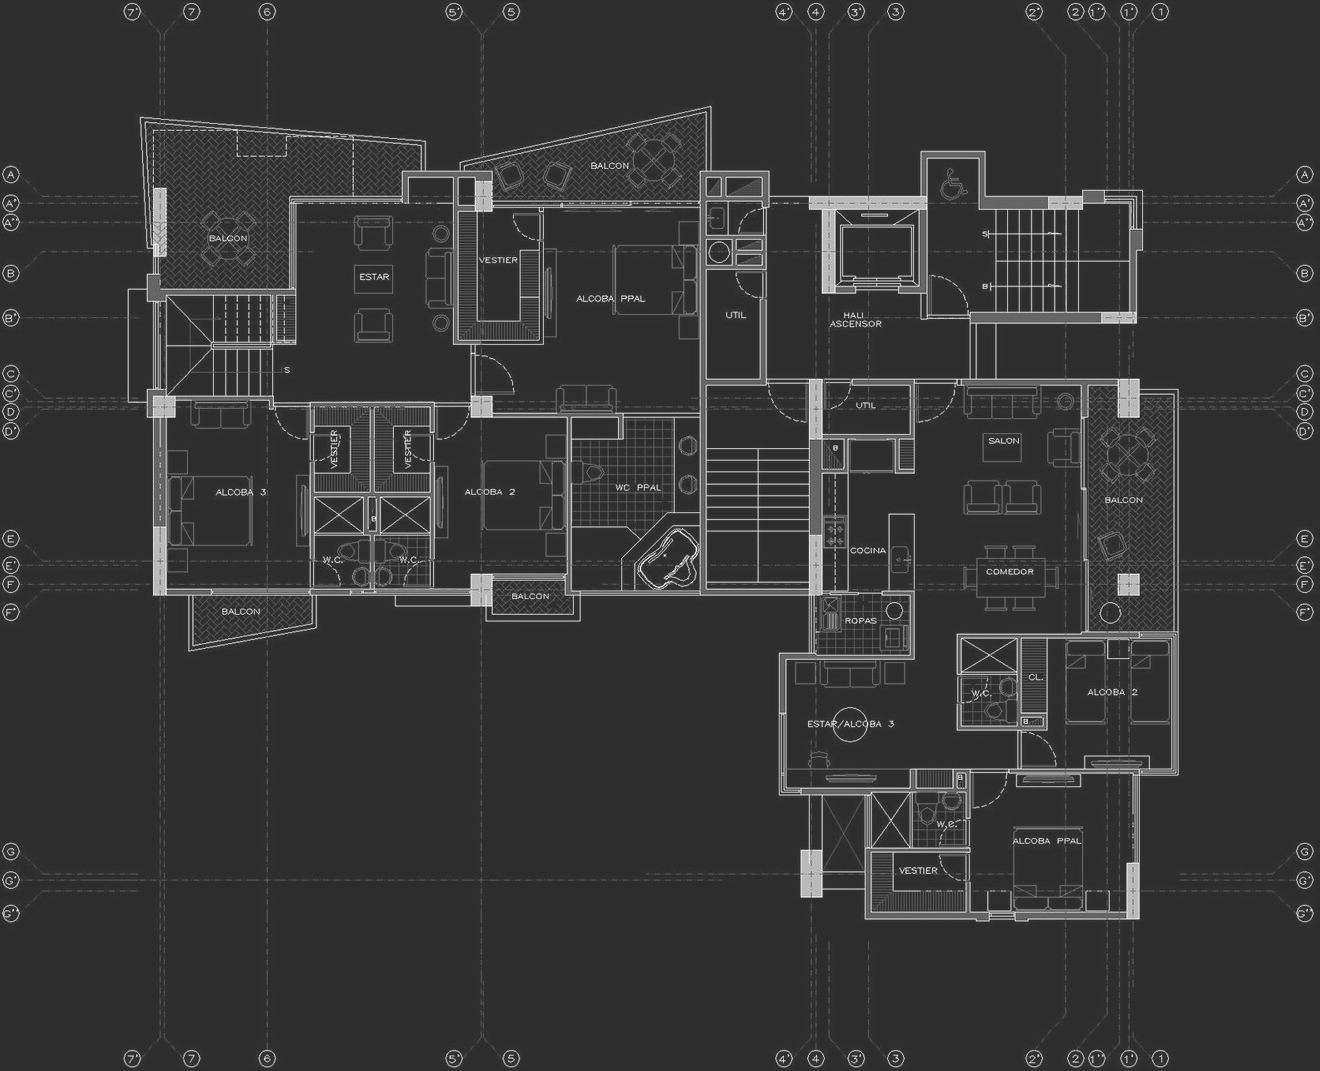 7' 7 6 5' 5 4' 4 3' 3 2' 2 1'' 1' 1
A A
A' A'
A'' A''
B B
B' B'
C C
C' C'
D D
D' D'
E E
E' E'
F F
F' F'
G G
G' G'
G'' G''
BALCON
BALCON
ESTAR
VESTIER
ALCOBA PPAL
UTIL
HALL
ASCENSOR
S
B
S
VESTIER
VESTIER
ALCOBA 3
ALCOBA 2
WC PPAL
B
W.C.
W.C.
BALCON
BALCON
UTIL
B
SALON
BALCON
COCINA
COMEDOR
ROPAS
W.C.
CL.
B
ALCOBA 2
ESTAR/ALCOBA 3
B
W.C.
ALCOBA PPAL
VESTIER
7' 7 6 5' 5 4' 4 3' 3 2' 2 1'' 1' 1